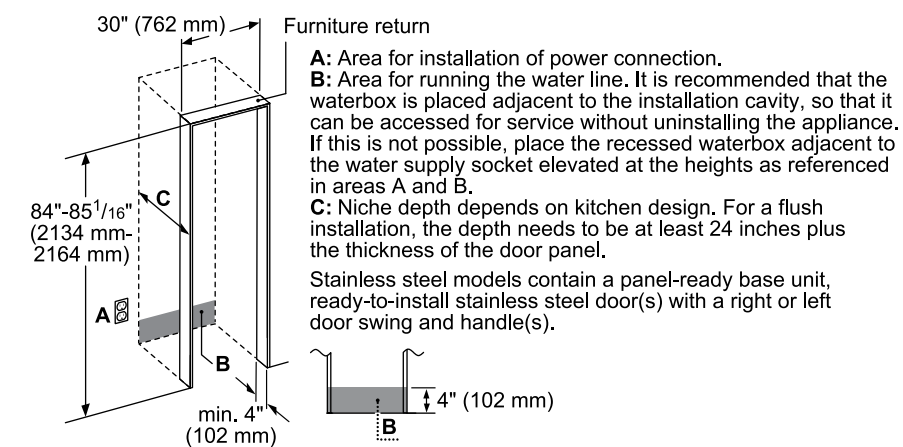 30" (762 mm)
Furniture return
A: Area for installation of power connection.
B: Area for running the water line. It is recommended that the
waterbox is placed adjacent to the installation cavity, so that it
can be accessed for service without uninstalling the appliance.
If this is not possible, place the recessed waterbox adjacent to
the water supply socket elevated at the heights as referenced
in areas A and B.
C: Niche depth depends on kitchen design. For a flush
installation, the depth needs to be at least 24 inches plus
the thickness of the door panel.
Stainless steel models contain a panel-ready base unit,
ready-to-install stainless steel door(s) with a right or left
door swing and handle(s).
C
84"-85 1/16"
(2134 mm-
2164 mm)
A
B
min. 4"
(102 mm)
4" (102 mm)
B